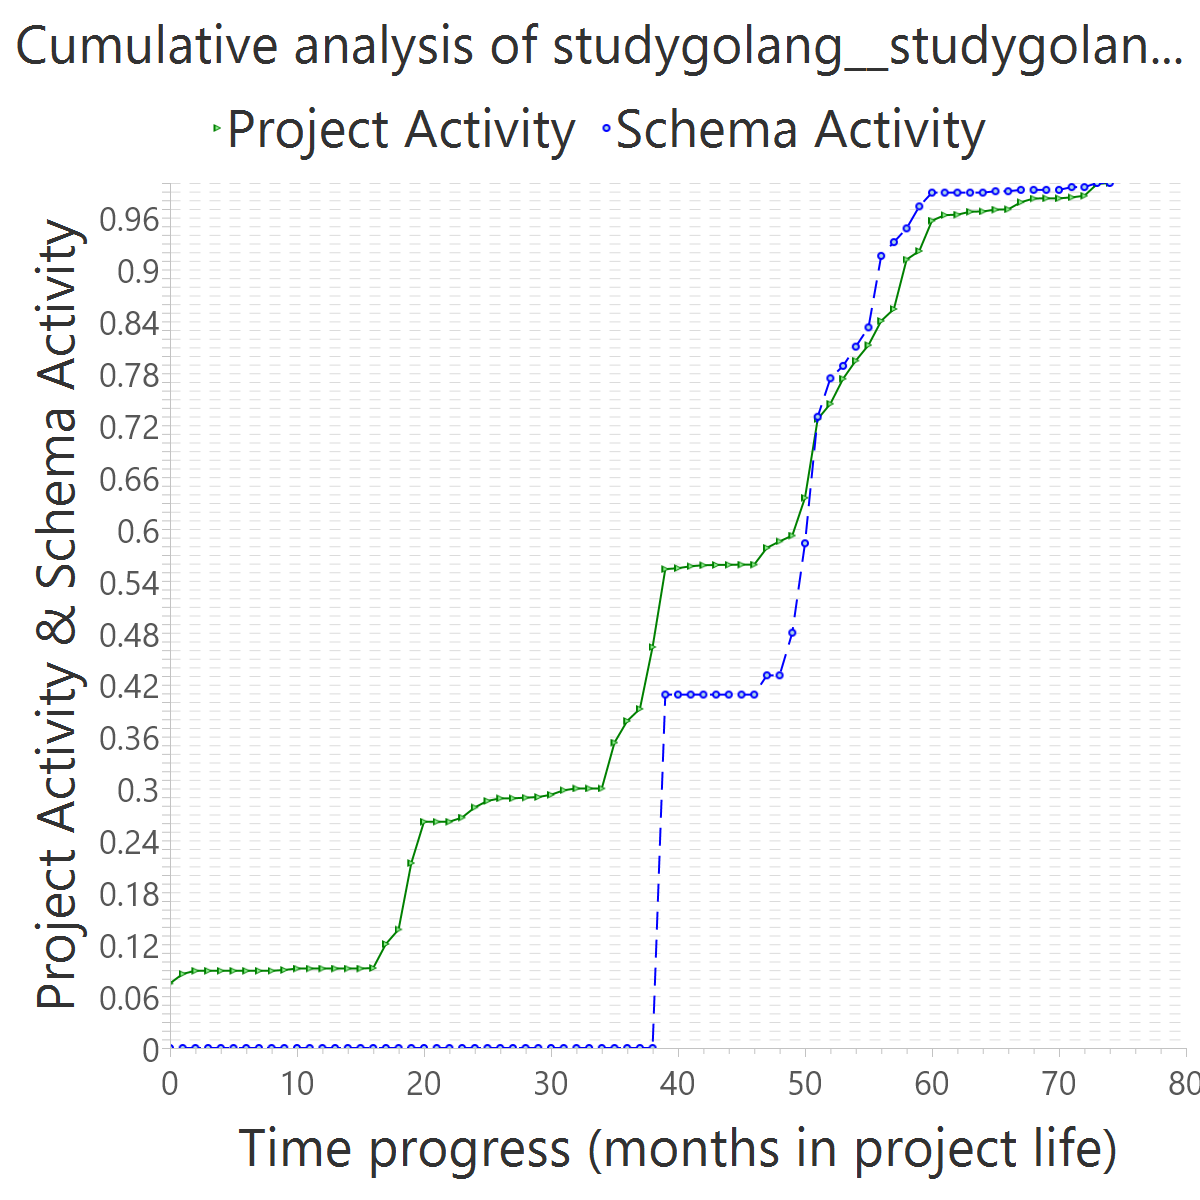 Cumulative analysis of studygolang__studygolan...
Project Activity
Schema Activity
Project Activity & Schema Activity
0.96
0.9
0.84
0.78
0.72
0.66
0.6
0.54
0.48
0.42
0.36
0.3
0.24
0.18
0.12
0.06
0
0 10 20 30 40 50 60 70 80
Time progress (months in project life)